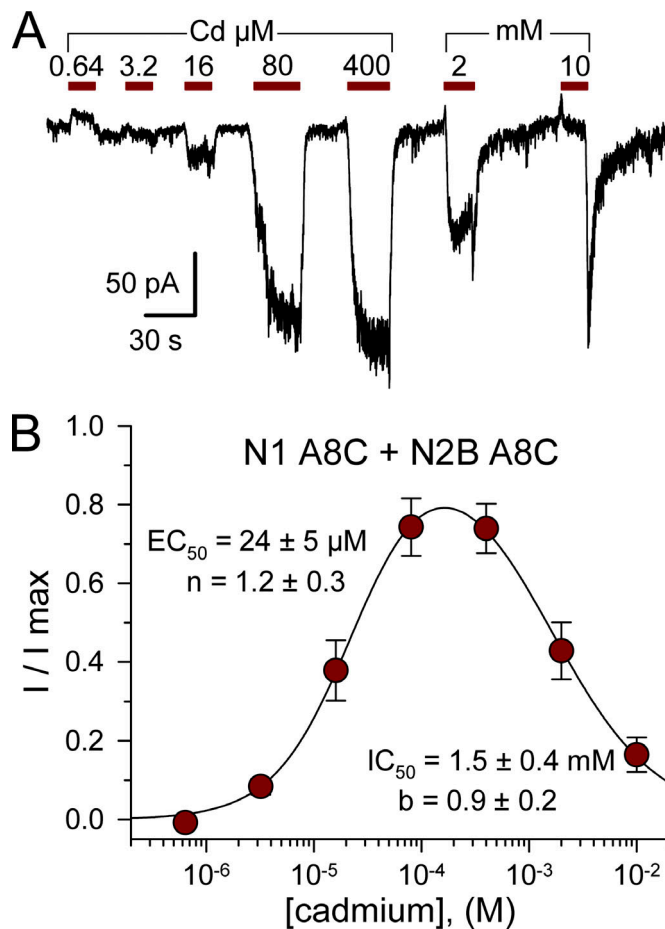 A
Cd µM
mM
0.64 3.2 16 80 400 2 10
50 pA
30 s
B
N1 A8C + N2B A8C
EC50 = 24 ± 5 µM
n = 1.2 ± 0.3
IC50 = 1.5 ± 0.4 mM
b = 0.9 ± 0.2
I / I max
1.0
0.8
0.6
0.4
0.2
0.0
10-6 10-5 10-4 10-3 10-2
[cadmium], (M)